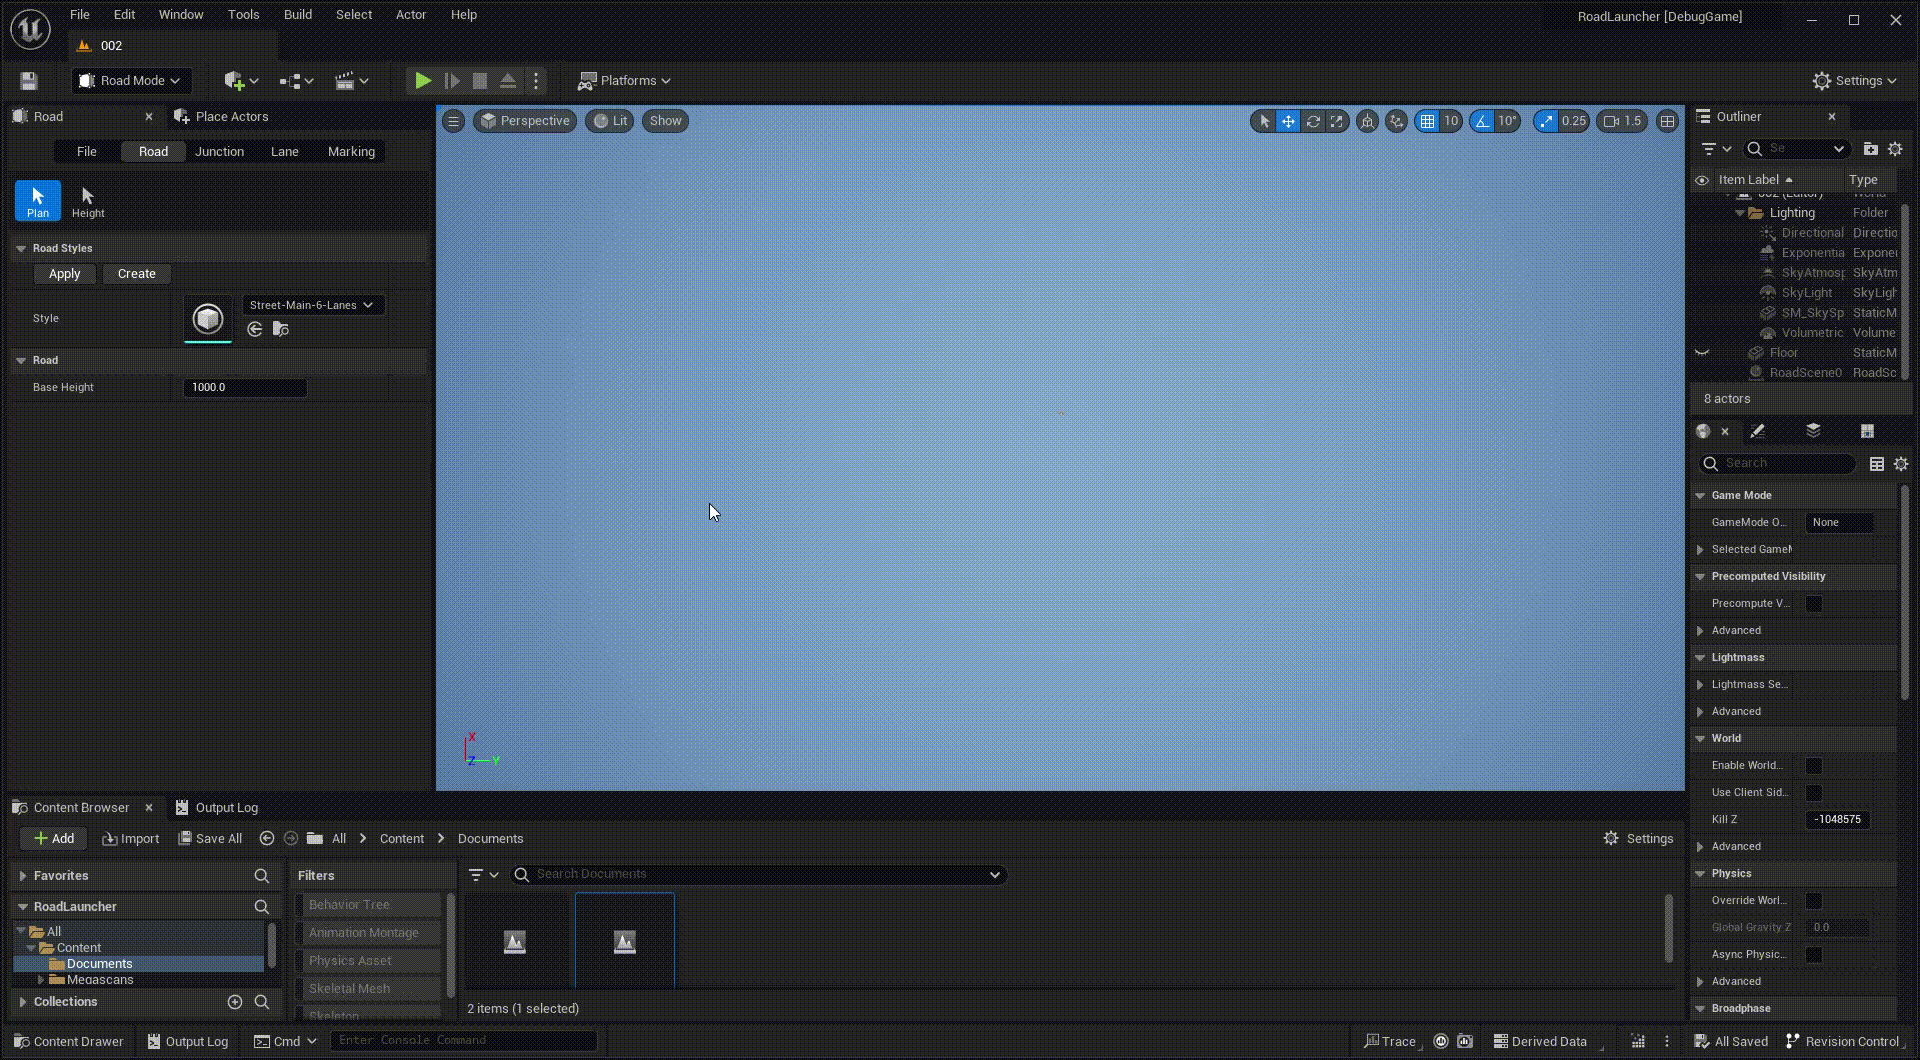 File Edit Window Tools Build Select Actor Help
RoadLauncher [DebugGame]
002
Road Mode
Platforms
Settings
Road
Place Actors
File Road Junction Lane Marking
Plan
Height
Road Styles
Apply
Create
Style
Street-Main-6-Lanes
Road
Base Height
1000.0
Perspective
Lit
Show
10
10°
0.25
1.5
X
Z
Y
Outliner
Se
Item Label
Type
002 (Editor)
World
Lighting Folder
Directional Directio
Exponentia Exponer
SkyAtmosp SkyAtm
SkyLight SkyLigh
SM_SkySp StaticM
Volumetric Volume
Floor StaticM
RoadScene0 RoadSc
8 actors
Search
Game Mode
GameMode O...
None
Selected GameM
Precomputed Visibility
Precompute V...
Advanced
Lightmass
Lightmass Se...
Advanced
World
Enable World...
Use Client Sid...
Kill Z
-1048575
Advanced
Physics
Override Worl...
Global Gravity Z
0.0
Async Physic...
Advanced
Broadphase
Content Browser
Output Log
Add
Import
Save All
All
Content
Documents
Settings
Favorites
RoadLauncher
All
Content
Documents
Megascans
Collections
Filters
Behavior Tree
Animation Montage
Physics Asset
Skeletal Mesh
Skeleton
Search Documents
2 items (1 selected)
Content Drawer
Output Log
Cmd
Enter Console Command
Trace
Derived Data
All Saved
Revision Control